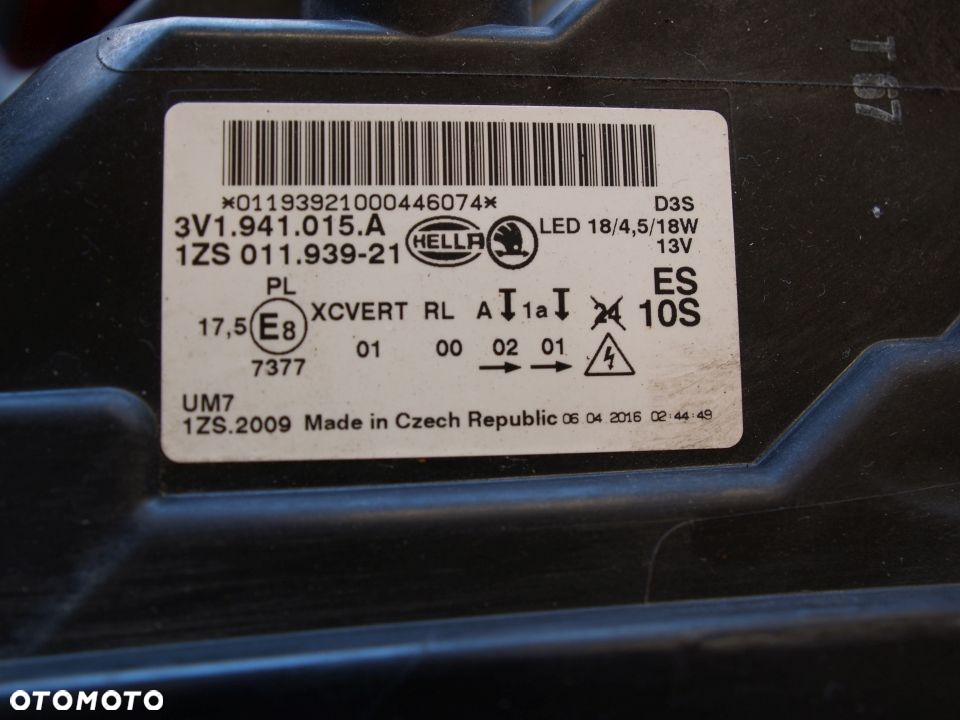 T 67
*01193921000446074*
3V1.941.015.A
1ZS 011.939-21
HELLA
D3S
LED 18/4,5/18W
13V
ES
10S
PL
17,5 E8
7377
XCVERT RL A 1a 24
01 00 02 01
UM7
1ZS.2009 Made in Czech Republic 06 04 2016 02:44:49
OTOMOTO